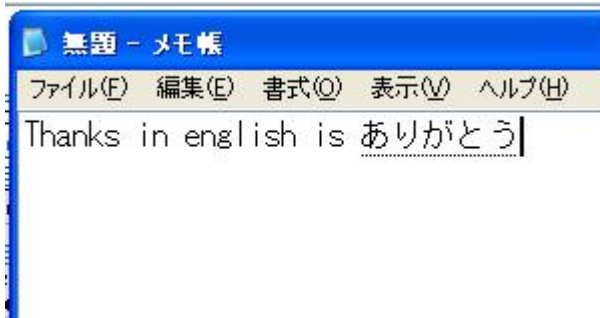 無題 - メモ帳
ファイル(F) 編集(E) 書式(O) 表示(V) ヘルプ(H)
Thanks in english is ありがとう